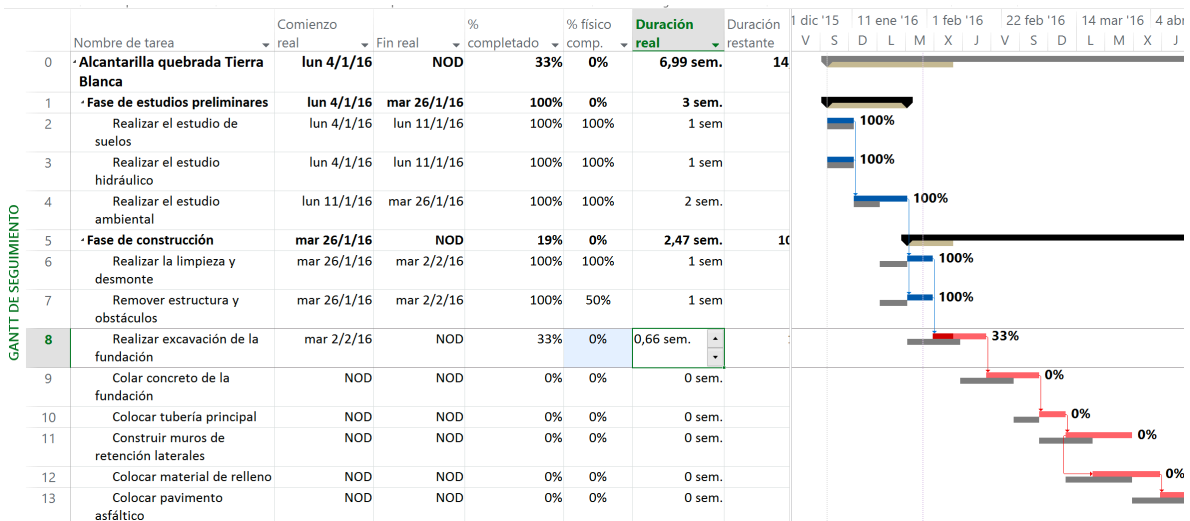 Comienzo % % físico Duración Duración 1 dic '15 11 ene '16 1 feb '16 22 feb '16 14 mar '16 4 abr
Nombre de tarea real Fin real completado comp. real restante V S D L M X J V S D L M X J
0 Alcantarilla quebrada Tierra lun 4/1/16 NOD 33% 0% 6,99 sem. 14
Blanca
1 Fase de estudios preliminares lun 4/1/16 mar 26/1/16 100% 0% 3 sem.
2 Realizar el estudio de lun 4/1/16 lun 11/1/16 100% 100% 1 sem 100%
suelos
3 Realizar el estudio lun 4/1/16 lun 11/1/16 100% 100% 1 sem 100%
hidráulico
4 Realizar el estudio lun 11/1/16 mar 26/1/16 100% 100% 2 sem. 100%
ambiental
5 Fase de construcción mar 26/1/16 NOD 19% 0% 2,47 sem. 10
6 Realizar la limpieza y mar 26/1/16 mar 2/2/16 100% 100% 1 sem 100%
desmonte
7 Remover estructura y mar 26/1/16 mar 2/2/16 100% 50% 1 sem 100%
obstáculos
8 Realizar excavación de la mar 2/2/16 NOD 33% 0% 0,66 sem. 33%
fundación
9 Colar concreto de la NOD NOD 0% 0% 0 sem. 0%
fundación
10 Colocar tubería principal NOD NOD 0% 0% 0 sem. 0%
11 Construir muros de NOD NOD 0% 0% 0 sem. 0%
retención laterales
12 Colocar material de relleno NOD NOD 0% 0% 0 sem. 0%
13 Colocar pavimento NOD NOD 0% 0% 0 sem.
asfáltico
GANTT DE SEGUIMIENTO